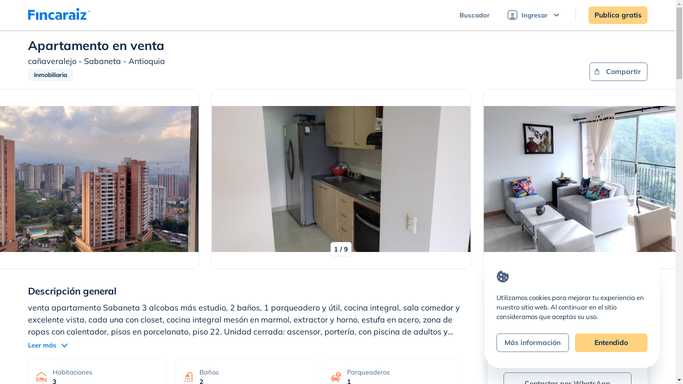 Fincaraiz
Buscador
Ingresar
Publica gratis
Apartamento en venta
cañaveralejo - Sabaneta - Antioquia
Inmobiliaria
Compartir
1 / 9
Descripción general
venta apartamento Sabaneta 3 alcobas más estudio, 2 baños, 1 parqueadero y útil, cocina integral, sala comedor y
excelente vista, cada una con closet, cocina integral mesón en marmol, extractor y horno, estufa en acero, zona de
ropas con calentador, pisos en porcelanato, piso 22. Unidad cerrada: ascensor, portería, con piscina de adultos y...
Leer más
Habitaciones
3
Baños
2
Parqueaderos
1
Utilizamos cookies para mejorar tu experiencia en
nuestro sitio web. Al continuar en el sitio
consideramos que aceptas su uso.
Más información
Entendido
Contactar por WhatsApp